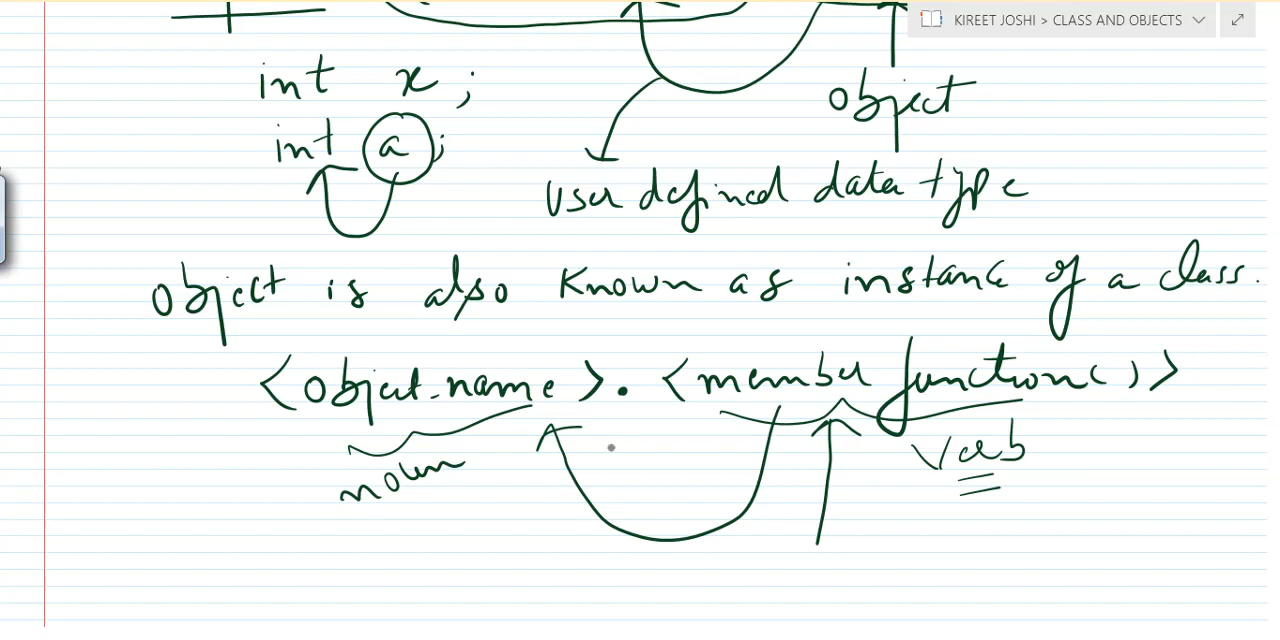 KIREET JOSHI > CLASS AND OBJECTS
int x;
object
int a;
User defined data type
object is also known as instance of a class.
<object_name>.<member function()>
noun
Verb